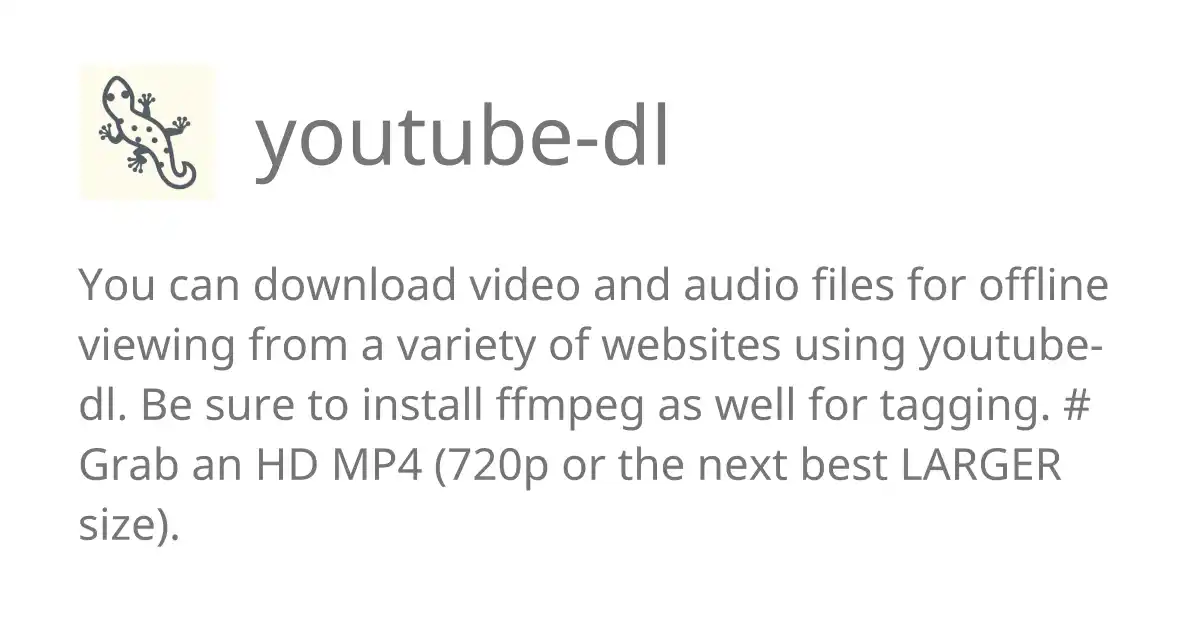 youtube-dl
You can download video and audio files for offline
viewing from a variety of websites using youtube-
dl. Be sure to install ffmpeg as well for tagging. #
Grab an HD MP4 (720p or the next best LARGER
size).